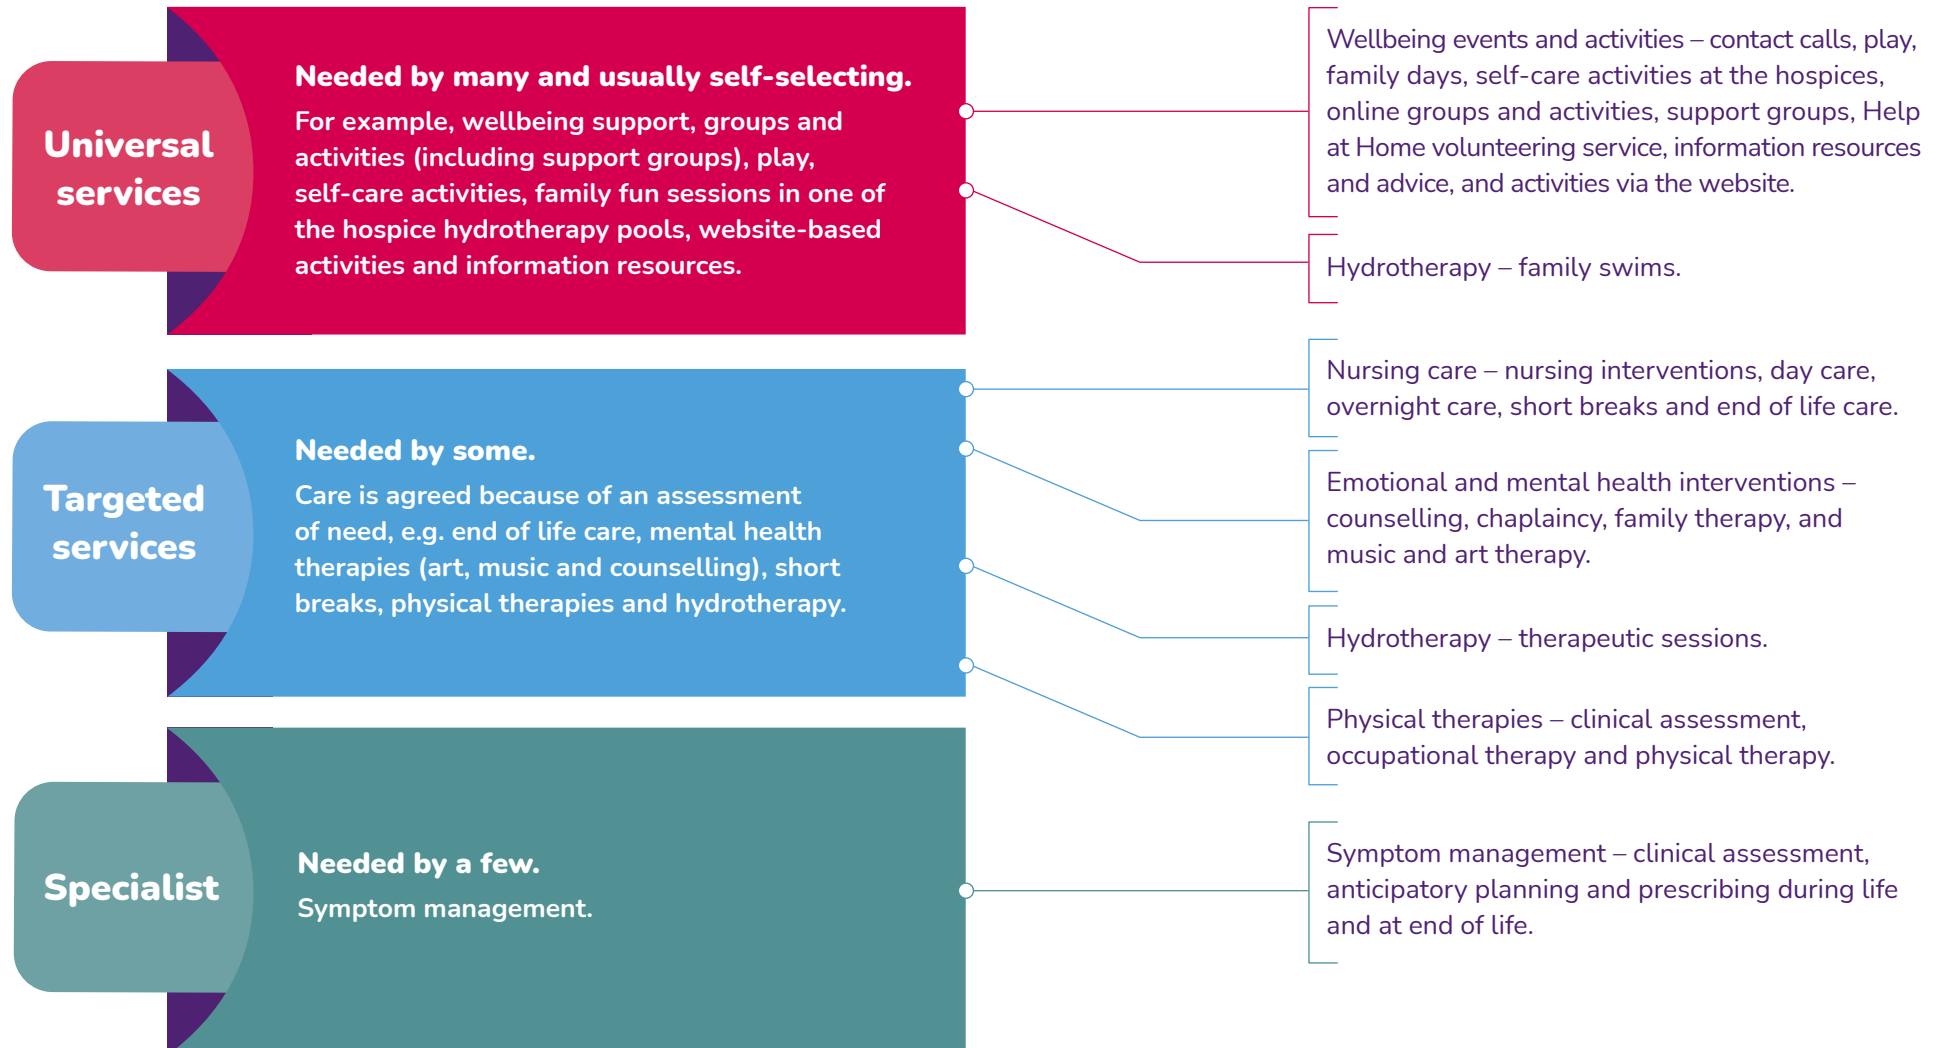 Universal
services
Needed by many and usually self-selecting.
For example, wellbeing support, groups and
activities (including support groups), play,
self-care activities, family fun sessions in one of
the hospice hydrotherapy pools, website-based
activities and information resources.
Wellbeing events and activities – contact calls, play,
family days, self-care activities at the hospices,
online groups and activities, support groups, Help
at Home volunteering service, information resources
and advice, and activities via the website.
Hydrotherapy – family swims.
Targeted
services
Needed by some.
Care is agreed because of an assessment
of need, e.g. end of life care, mental health
therapies (art, music and counselling), short
breaks, physical therapies and hydrotherapy.
Nursing care – nursing interventions, day care,
overnight care, short breaks and end of life care.
Emotional and mental health interventions –
counselling, chaplaincy, family therapy, and
music and art therapy.
Hydrotherapy – therapeutic sessions.
Physical therapies – clinical assessment,
occupational therapy and physical therapy.
Specialist
Needed by a few.
Symptom management.
Symptom management – clinical assessment,
anticipatory planning and prescribing during life
and at end of life.